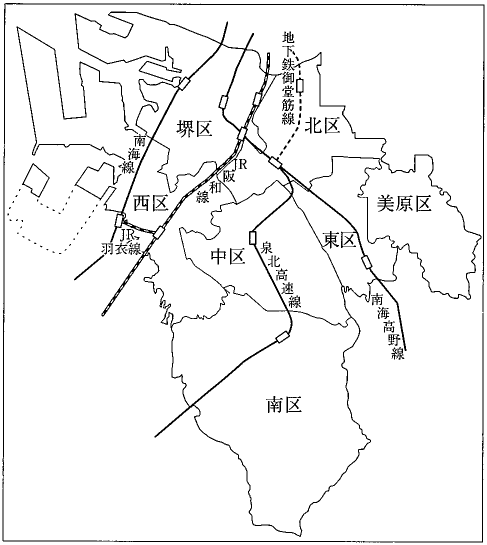 地下鉄御堂筋線
堺区
北区
南海線
JR阪和線
西区
美原区
JR羽衣線
中区
東区
泉北高速線
南海高野線
南区